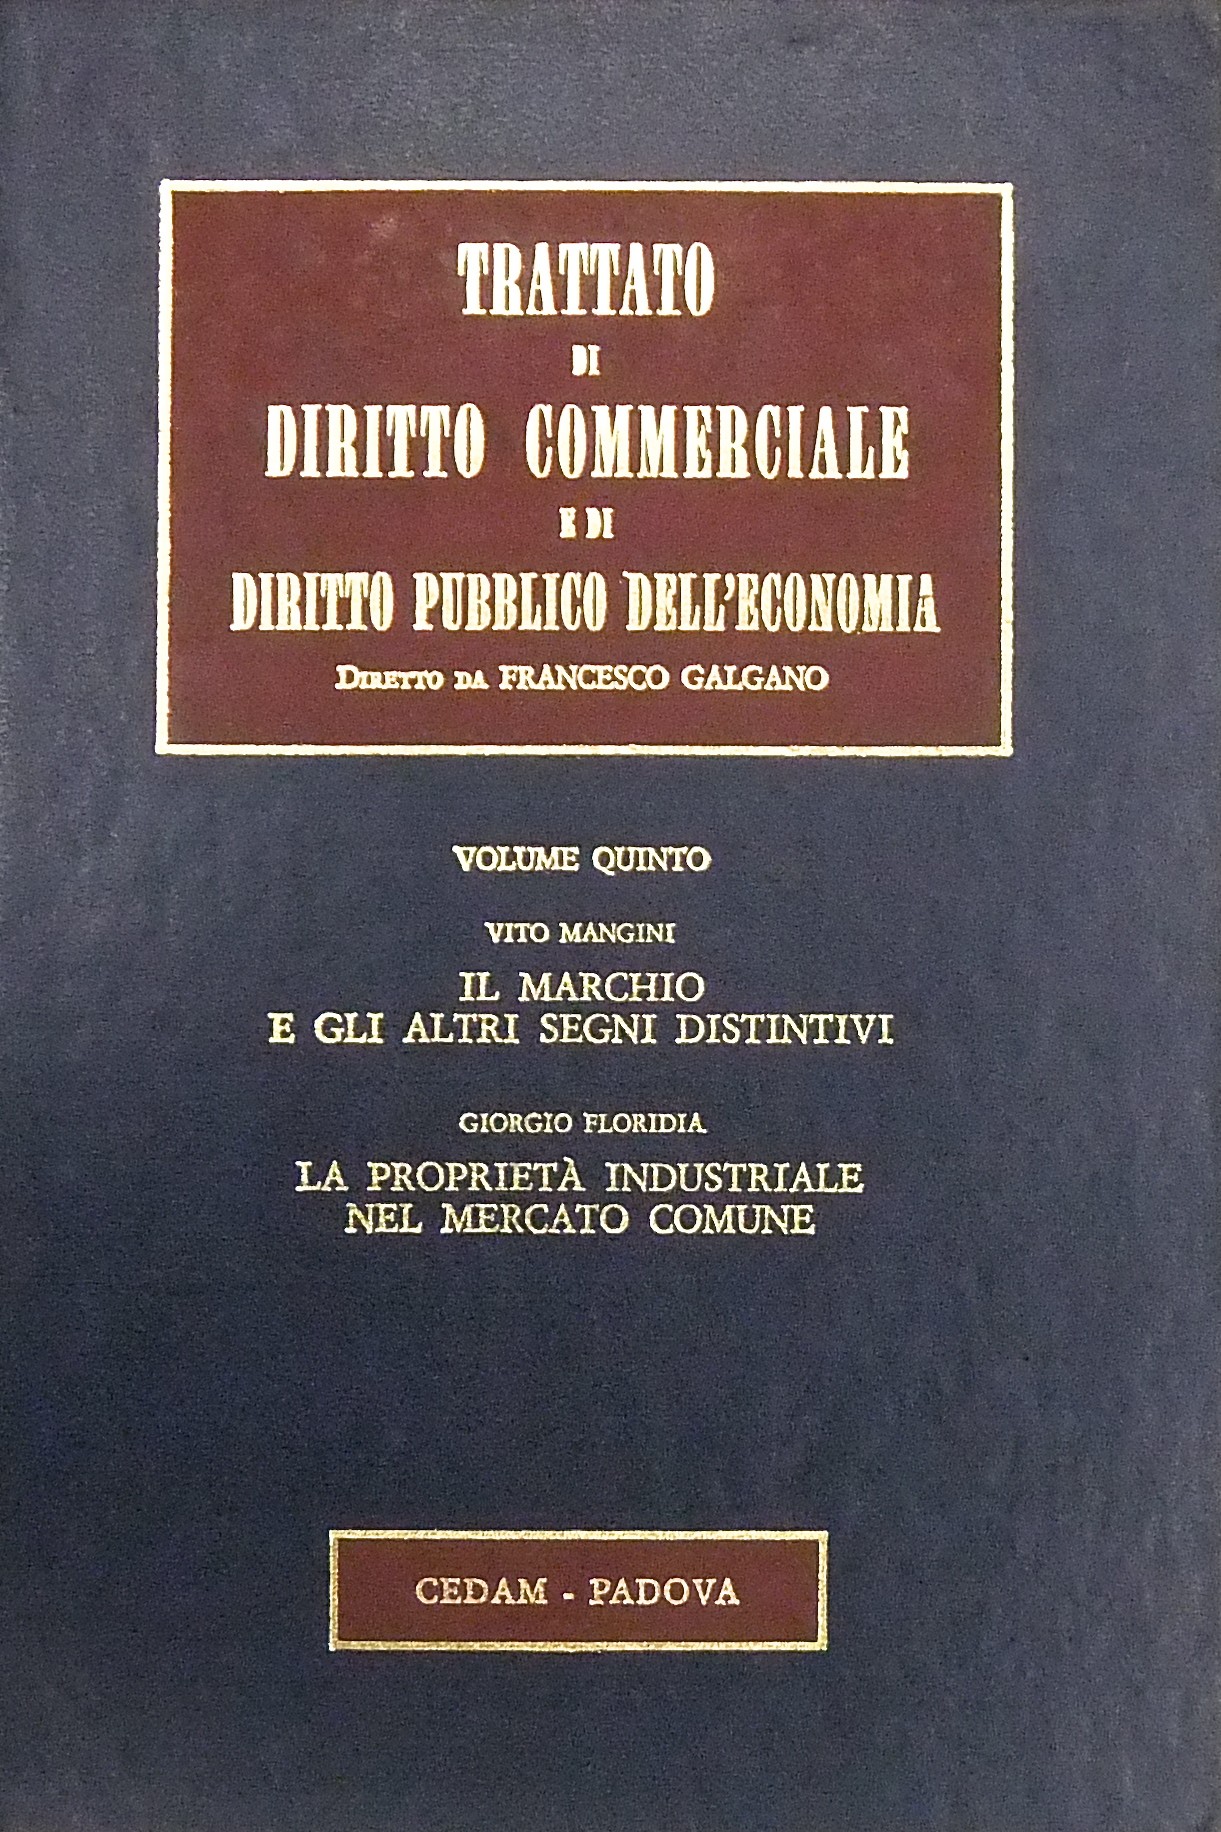 TRATTATO
DI
DIRITTO COMMERCIALE
E DI
DIRITTO PUBBLICO DELL'ECONOMIA
DIRETTO DA FRANCESCO GALGANO
VOLUME QUINTO
VITO MANGINI
IL MARCHIO
E GLI ALTRI SEGNI DISTINTIVI
GIORGIO FLORIDIA
LA PROPRIETÀ INDUSTRIALE
NEL MERCATO COMUNE
CEDAM - PADOVA